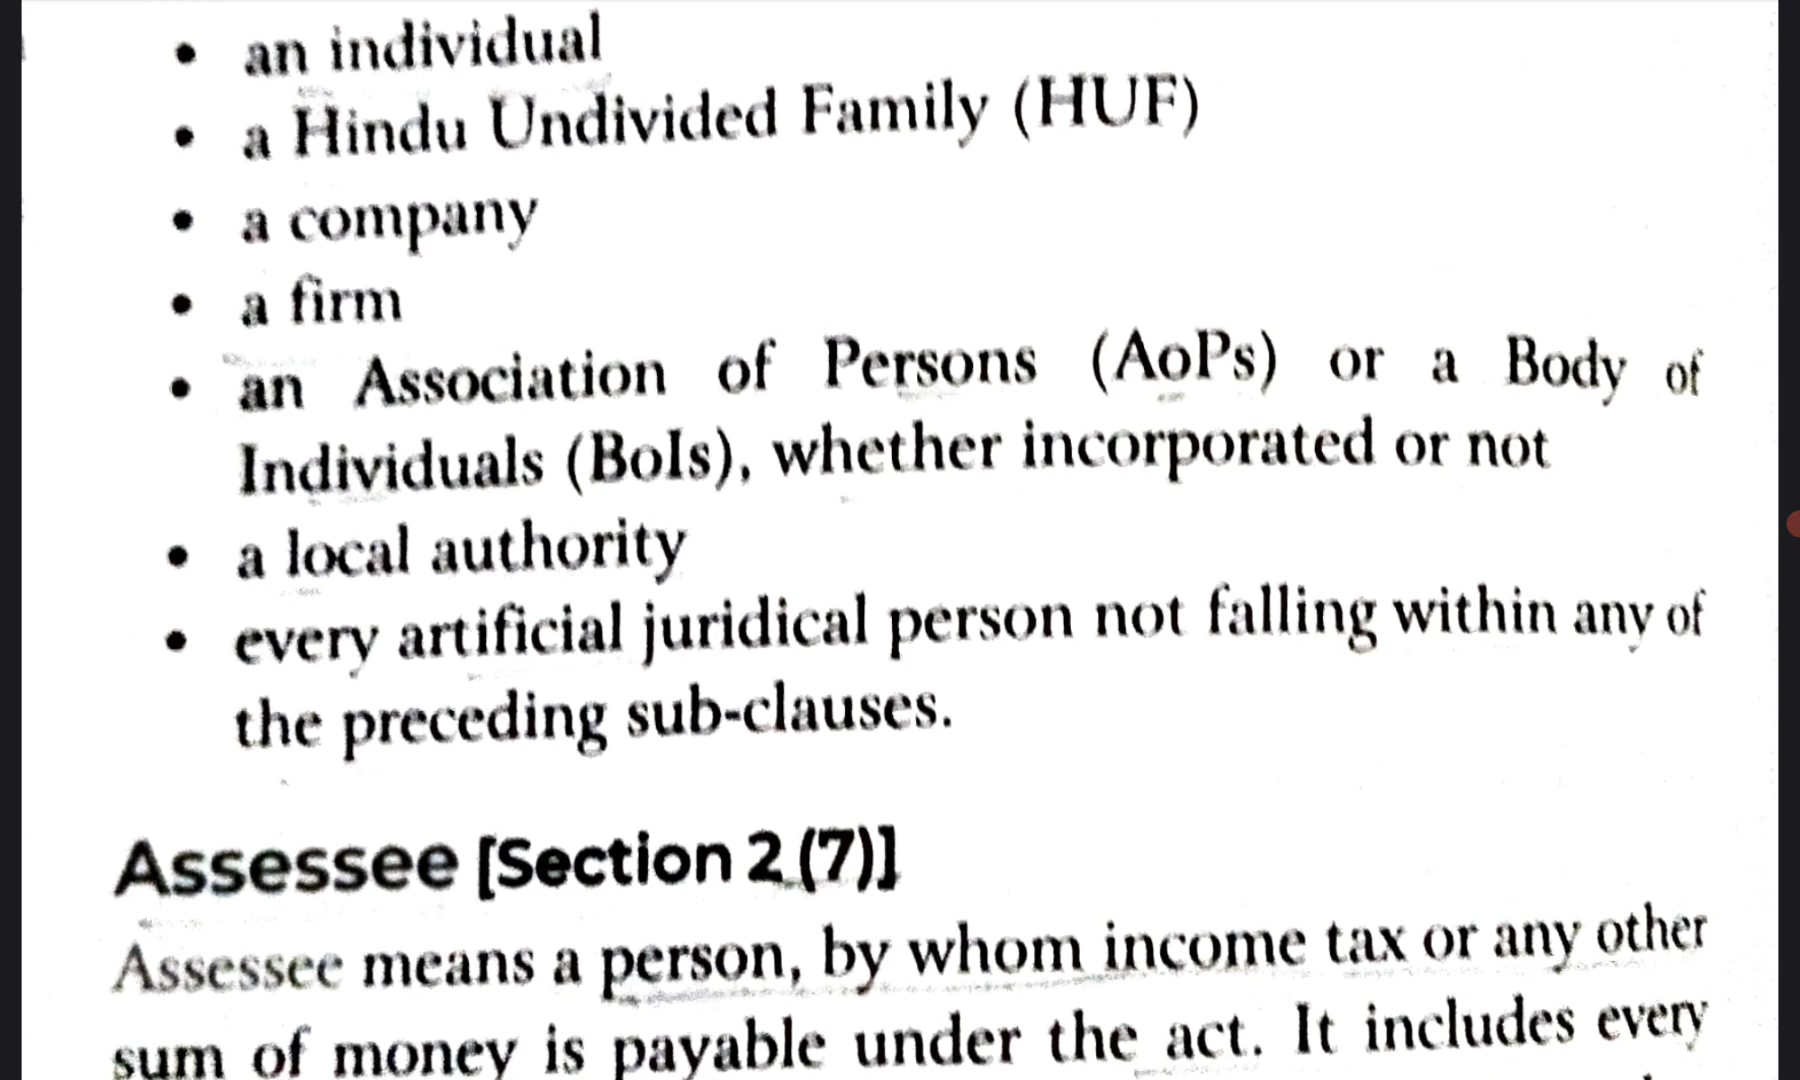 • an individual
• a Hindu Undivided Family (HUF)
• a company
• a firm
• an Association of Persons (AoPs) or a Body of
Individuals (BoIs), whether incorporated or not
• a local authority
• every artificial juridical person not falling within any of
the preceding sub-clauses.
Assessee [Section 2 (7)]
Assessee means a person, by whom income tax or any other
sum of money is payable under the act. It includes every